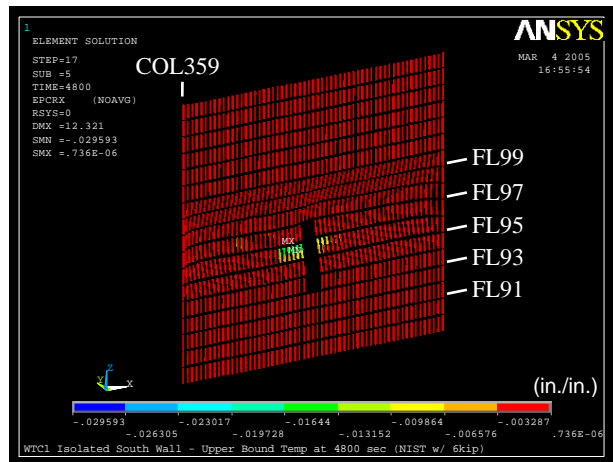 1
ELEMENT SOLUTION
STEP=17
SUB =5
TIME=4800
EPCRX (NOAVG)
RSYS=0
DMX =12.321
SMN =-.029593
SMX =.736E-06
ANSYS
MAR 4 2005
16:55:54
COL359
FL99
FL97
FL95
FL93
FL91
MX
MN
Z
Y
X
(in./in.)
-.029593 -.023017 -.01644 -.009864 -.003287
-.026305 -.019728 -.013152 -.006576 .736E-06
WTC1 Isolated South Wall - Upper Bound Temp at 4800 sec (NIST w/ 6kip)